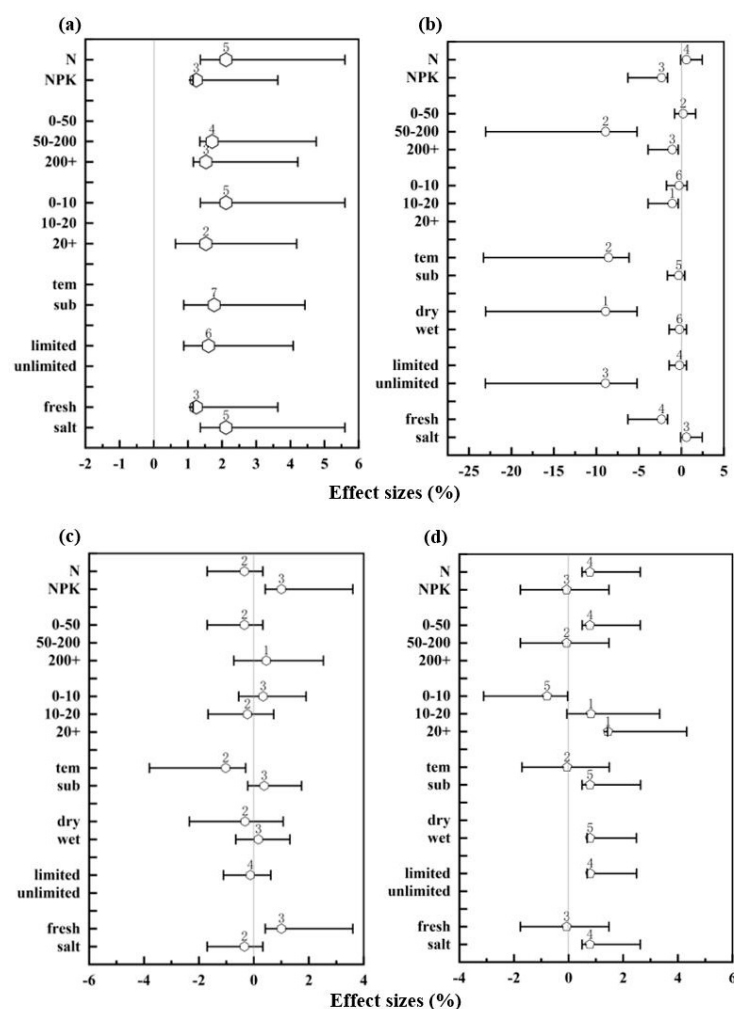 (a)
N 5
NPK 3
0-50
50-200 4
200+ 3
0-10 5
10-20
20+ 2
tem
sub 7
limited 6
unlimited
fresh 3
salt 5
-2 -1 0 1 2 3 4 5 6
(b)
N 4
NPK 3
0-50 2
50-200 2
200+ 3
0-10 6
10-20 1
20+
tem 2
sub 5
dry 1
wet 6
limited 4
unlimited 3
fresh 4
salt 3
-25 -20 -15 -10 -5 0 5
Effect sizes (%)
(c)
N 2
NPK 3
0-50 2
50-200
200+ 1
0-10 3
10-20 2
20+
tem 2
sub 3
dry 2
wet 3
limited 4
unlimited
fresh 3
salt 2
-6 -4 -2 0 2 4
(d)
N 4
NPK 3
0-50 4
50-200 2
200+
0-10 5
10-20 1
20+ 1
tem 2
sub 5
dry
wet 5
limited 4
unlimited
fresh 3
salt 4
-4 -2 0 2 4 6
Effect sizes (%)